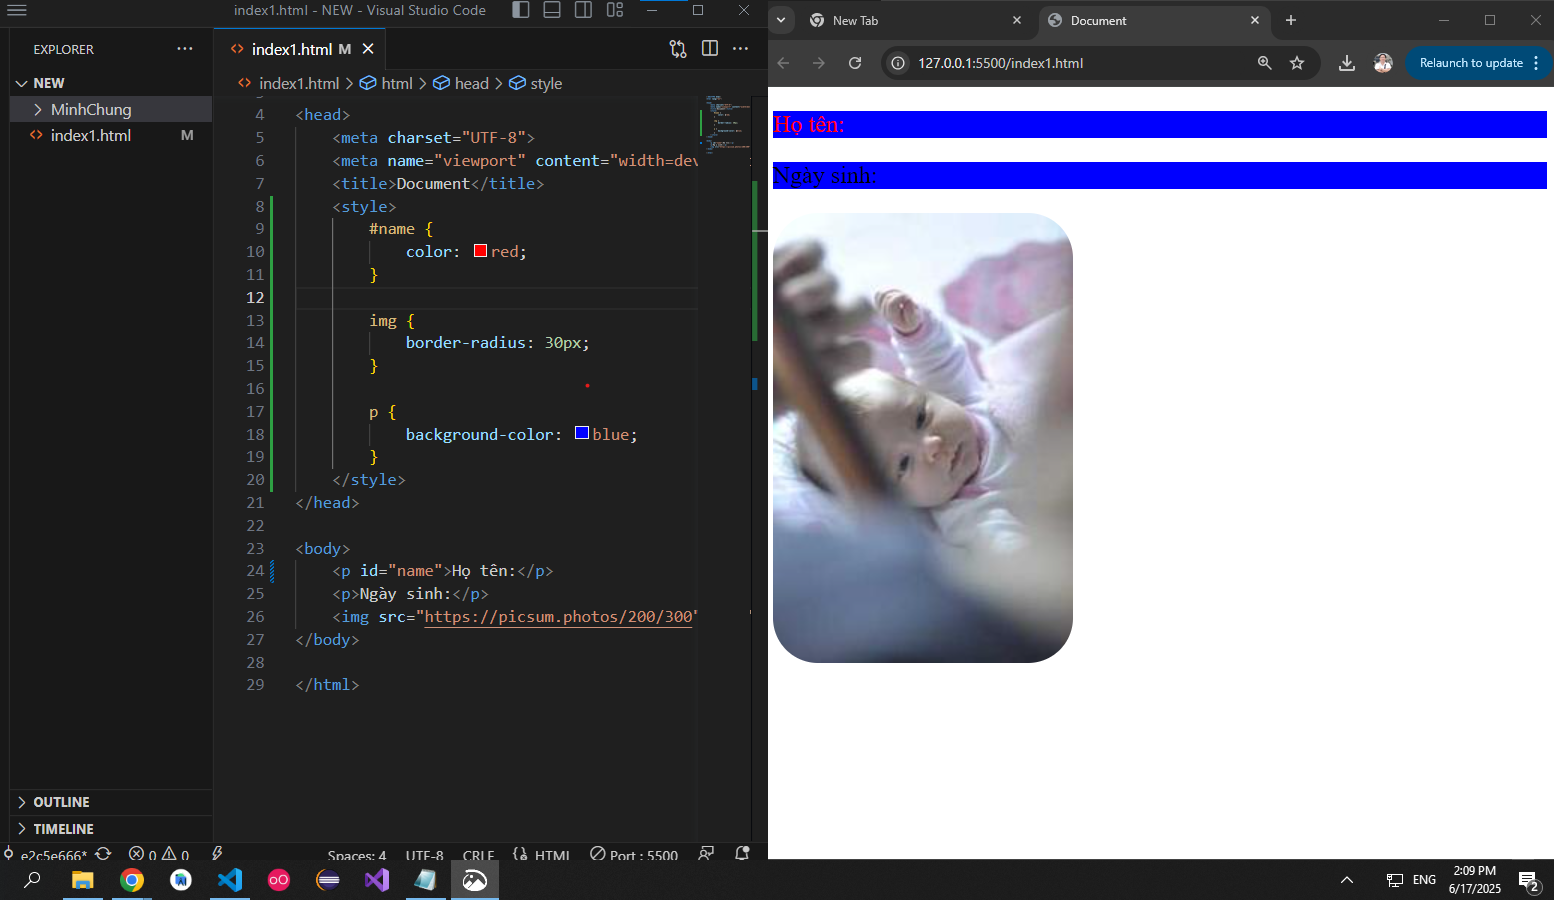 index1.html - NEW - Visual Studio Code
EXPLORER
NEW
MinhChung
index1.html M
OUTLINE
TIMELINE
index1.html M
index1.html > html > head > style
4 <head>
5 <meta charset="UTF-8">
6 <meta name="viewport" content="width=dev
7 <title>Document</title>
8 <style>
9 #name {
10 color: red;
11 }
12
13 img {
14 border-radius: 30px;
15 }
16
17 p {
18 background-color: blue;
19 }
20 </style>
21 </head>
22
23 <body>
24 <p id="name">Họ tên:</p>
25 <p>Ngày sinh:</p>
26 <img src="https://picsum.photos/200/300"
27 </body>
28
29 </html>
e2c5e666* 0 0 Spaces: 4 UTF-8 CRLF HTML Port : 5500
New Tab
Document
127.0.0.1:5500/index1.html
Relaunch to update
Họ tên:
Ngày sinh:
ENG
2:09 PM
6/17/2025
2